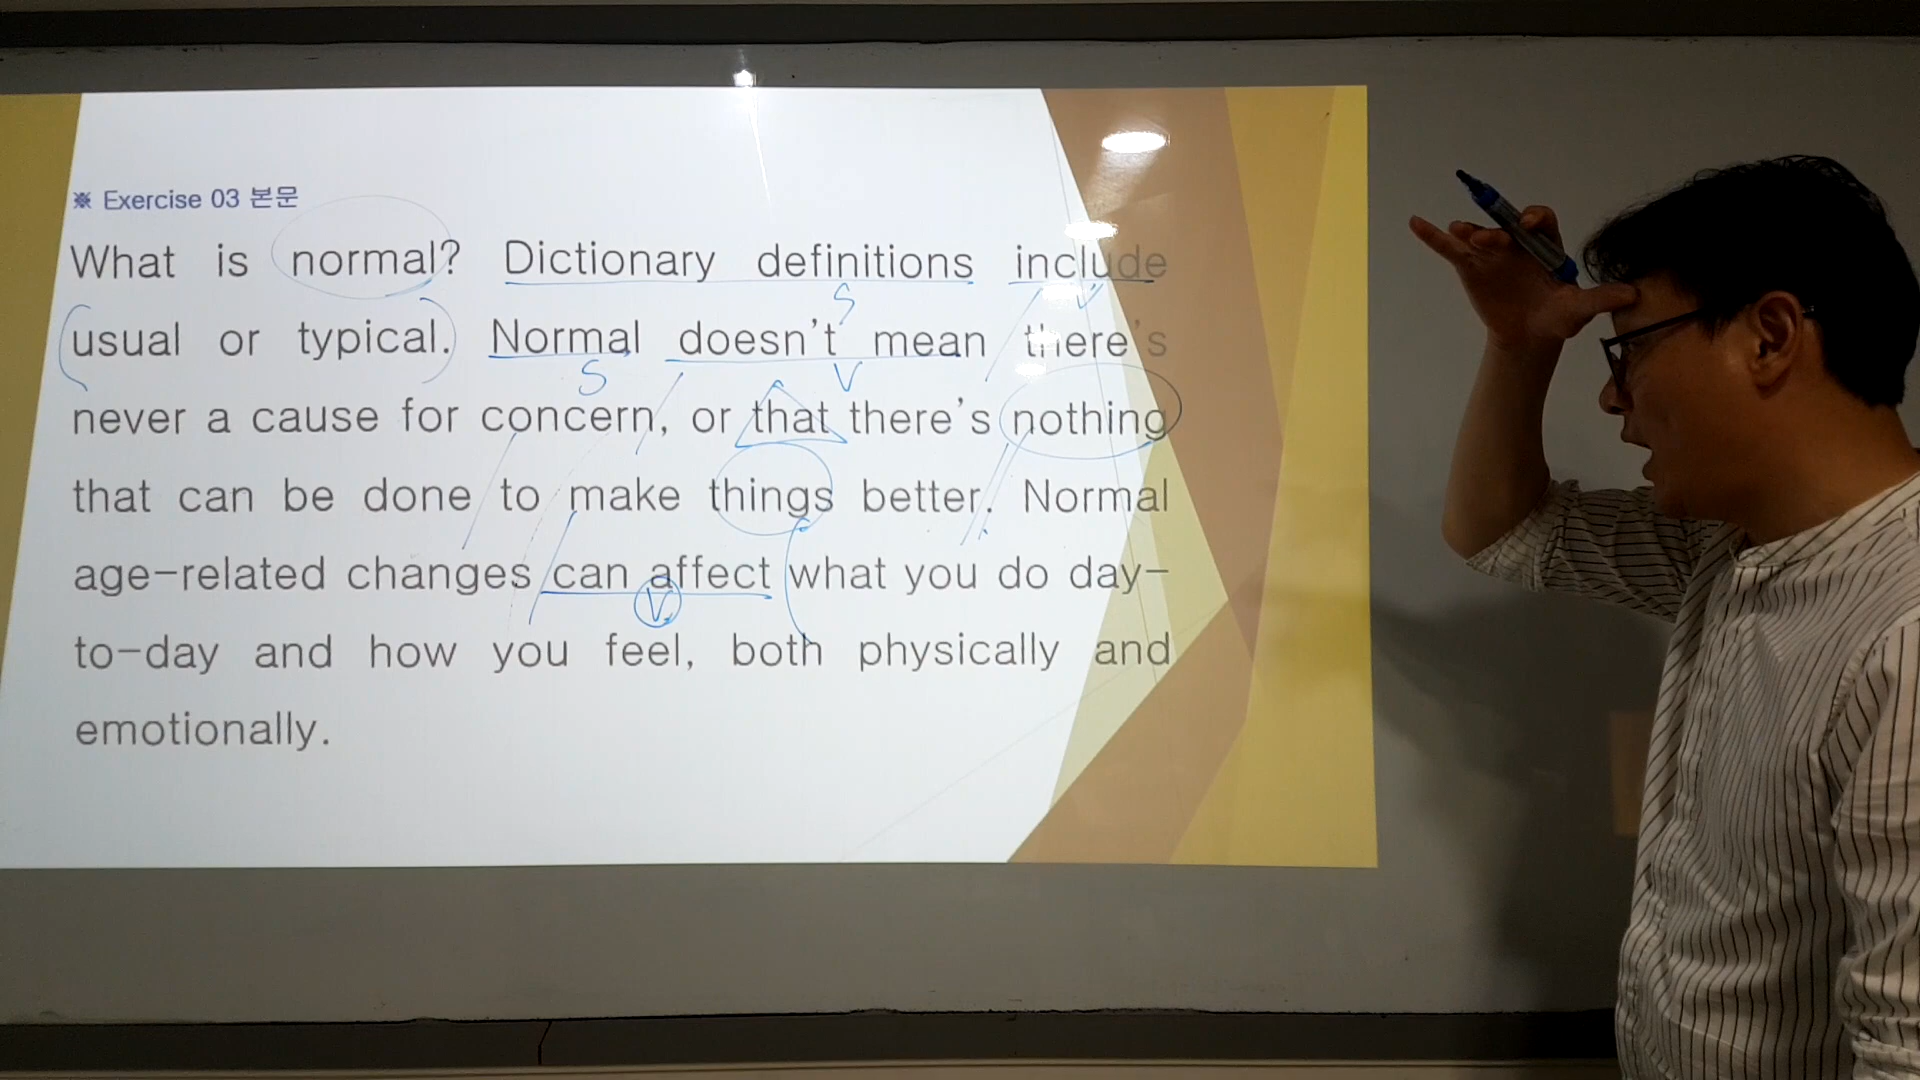 ※ Exercise 03 본문
What is normal? Dictionary definitions include
S
V
usual or typical. Normal doesn't mean there's
S
V
never a cause for concern, or that there's nothing
that can be done to make things better. Normal
age-related changes can affect what you do day-
V
to-day and how you feel, both physically and
emotionally.